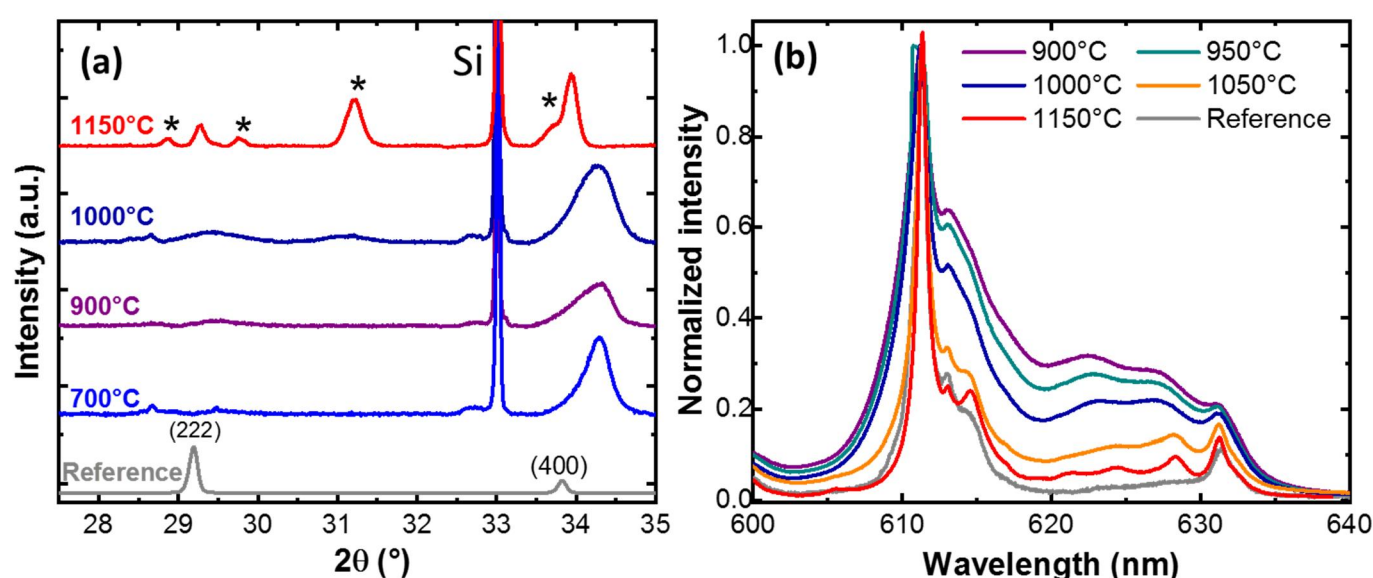 (a)
Si
*
*
*
*
1150°C
1000°C
900°C
700°C
(222)
(400)
Reference
Intensity (a.u.)
28 29 30 31 32 33 34 35
2θ (°)
(b)
900°C 950°C
1000°C 1050°C
1150°C Reference
Normalized intensity
1.0
0.8
0.6
0.4
0.2
0.0
600 610 620 630 640
Wavelength (nm)